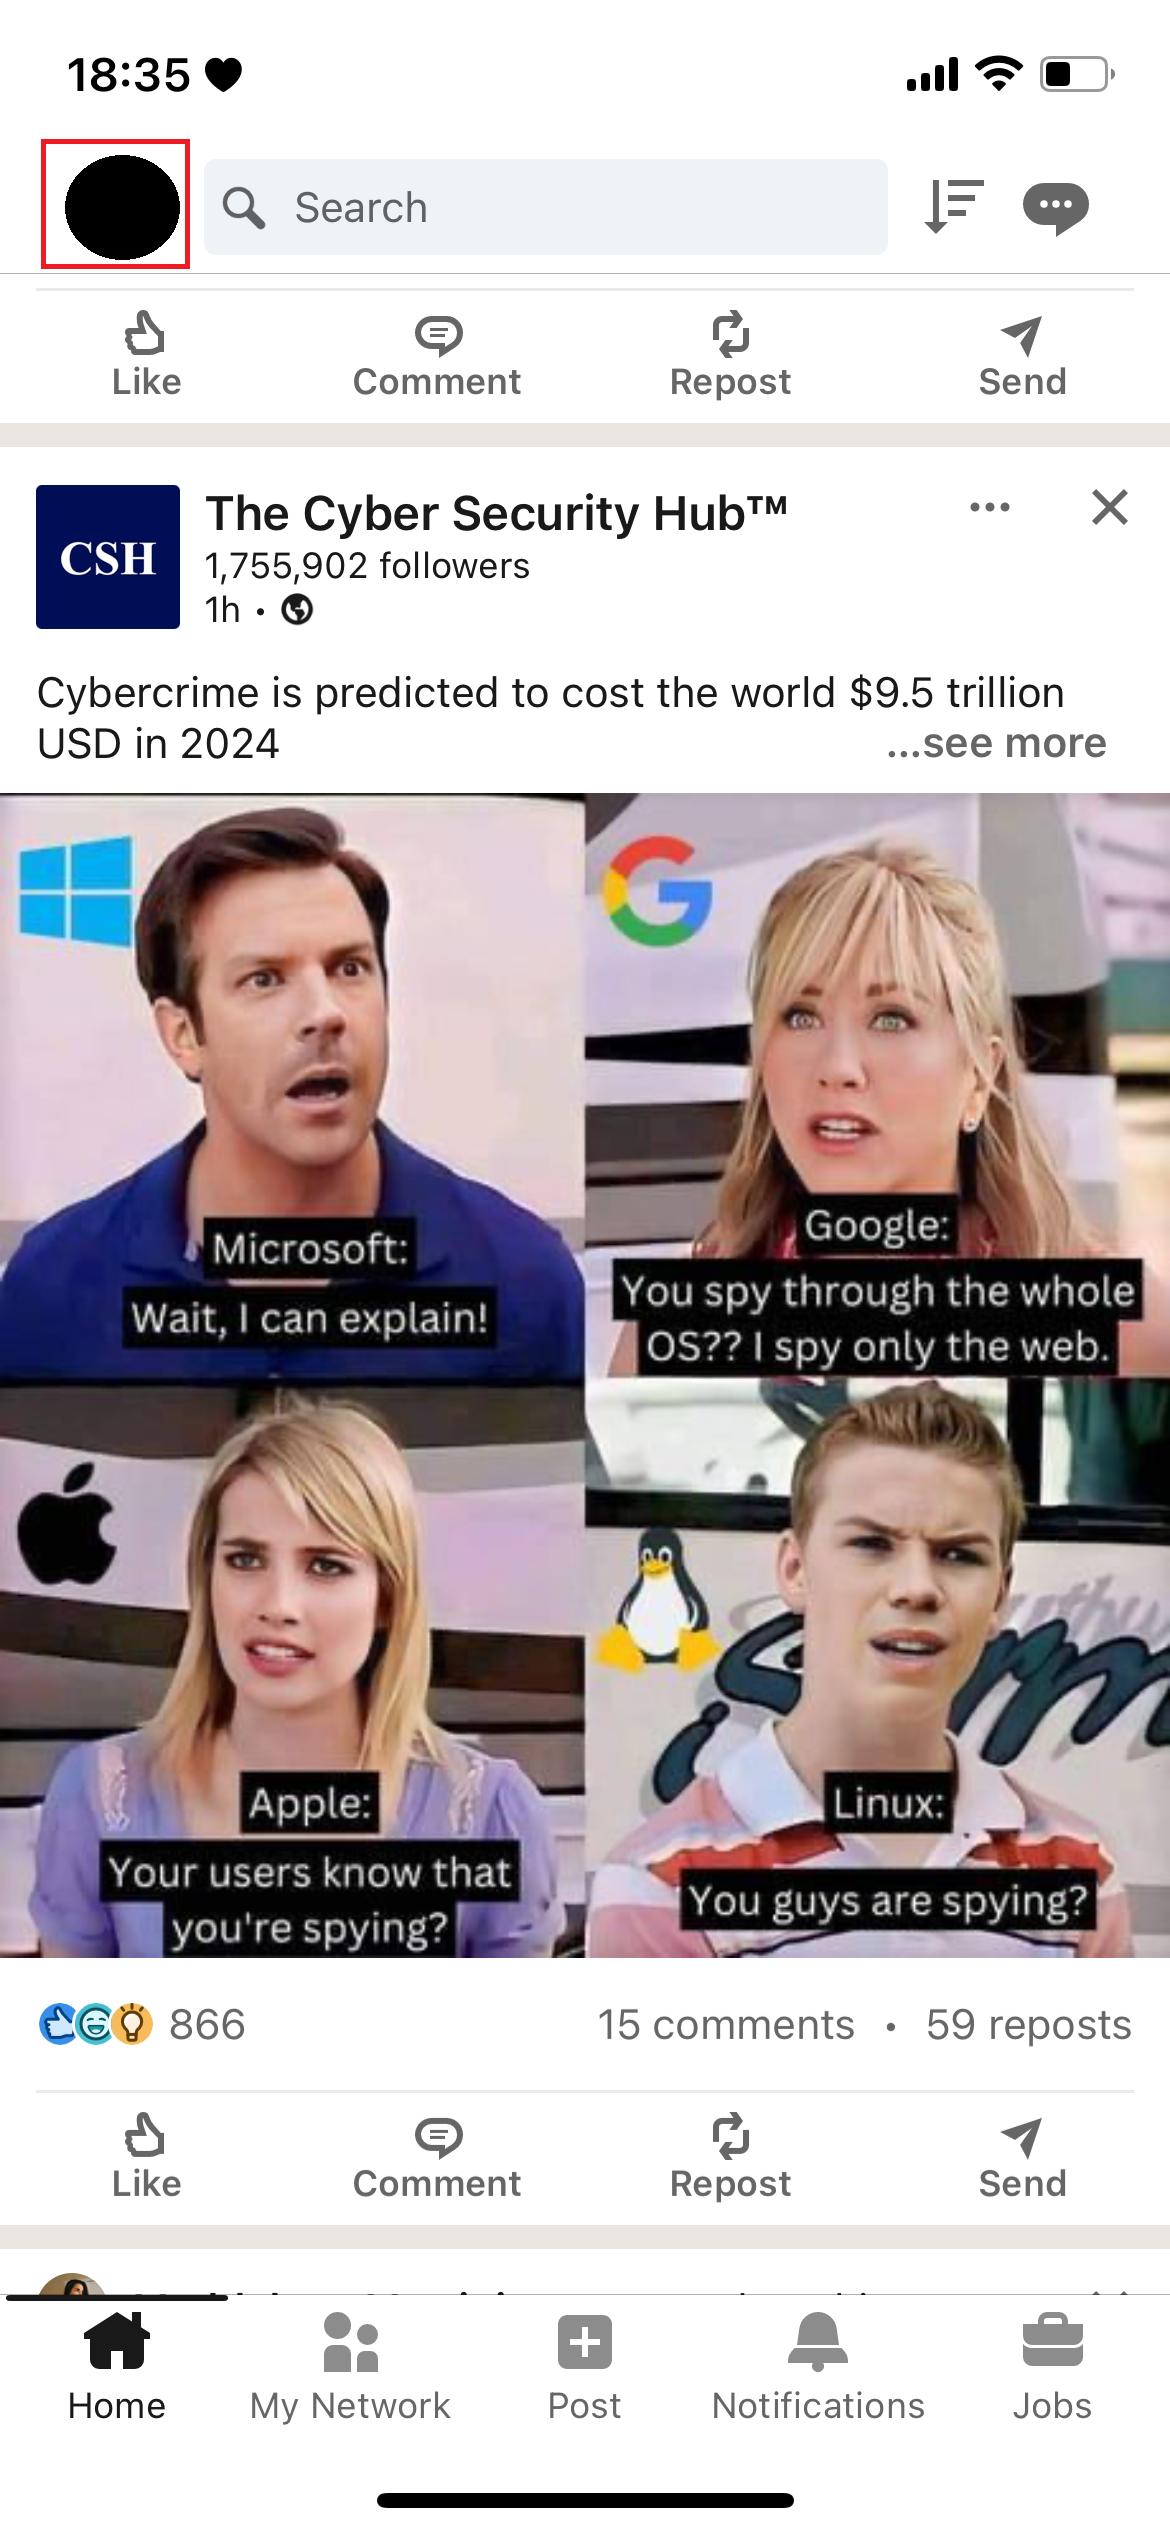 18:35
Search
Like Comment Repost Send
CSH
The Cyber Security Hub™
1,755,902 followers
1h •
Cybercrime is predicted to cost the world $9.5 trillion
USD in 2024 ...see more
Microsoft:
Wait, I can explain!
Google:
You spy through the whole
OS?? I spy only the web.
Apple:
Your users know that
you're spying?
Linux:
You guys are spying?
866 15 comments • 59 reposts
Like Comment Repost Send
Home My Network Post Notifications Jobs